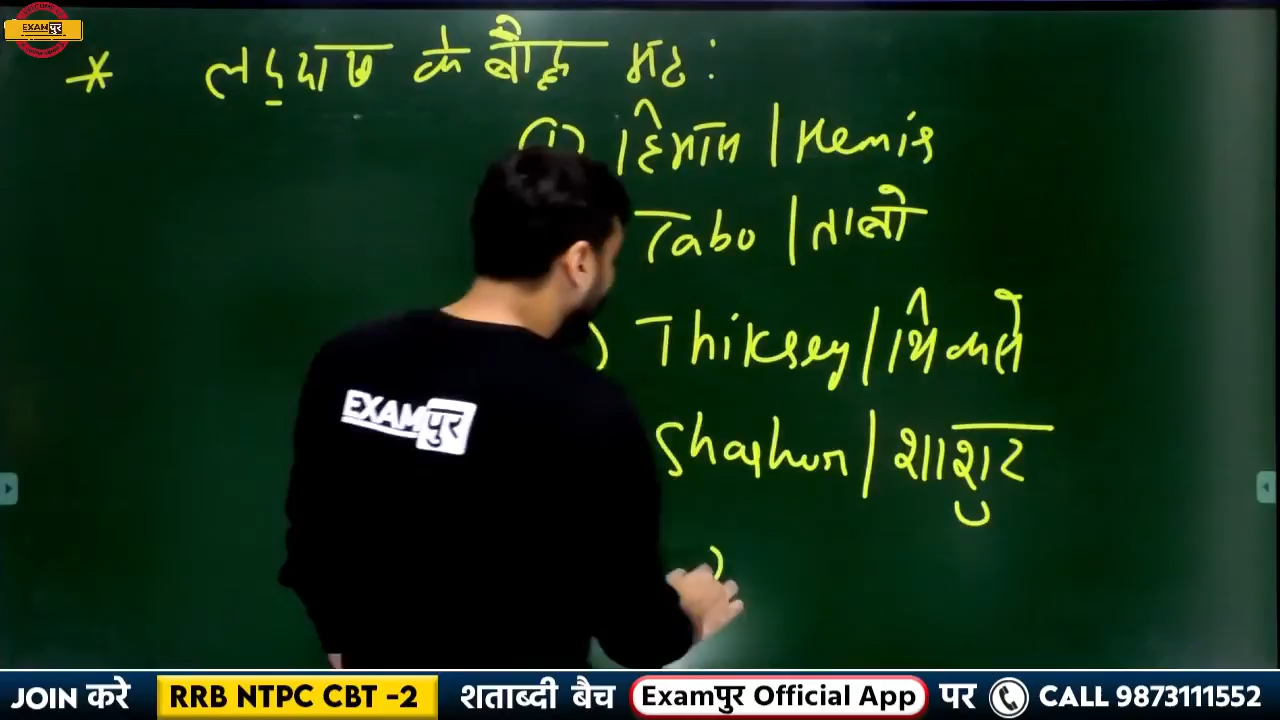 EXAMपुर
* लद्दाख के बौद्ध मठ :
(i) हिमिस | Hemis
Tabo | ताबो
) Thiksey | थिकसे
Shashur | शाशुर
)
EXAMपुर
JOIN करे RRB NTPC CBT -2 शताब्दी बैच Examपुर Official App पर CALL 9873111552